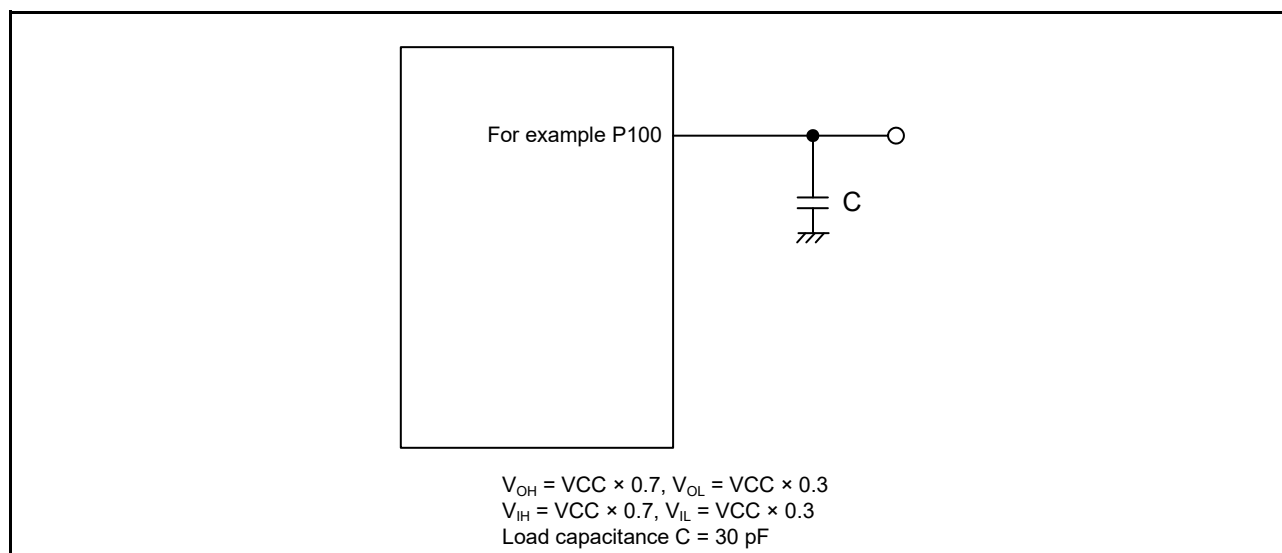 For example P100
C
V_OH = VCC × 0.7, V_OL = VCC × 0.3
V_IH = VCC × 0.7, V_IL = VCC × 0.3
Load capacitance C = 30 pF